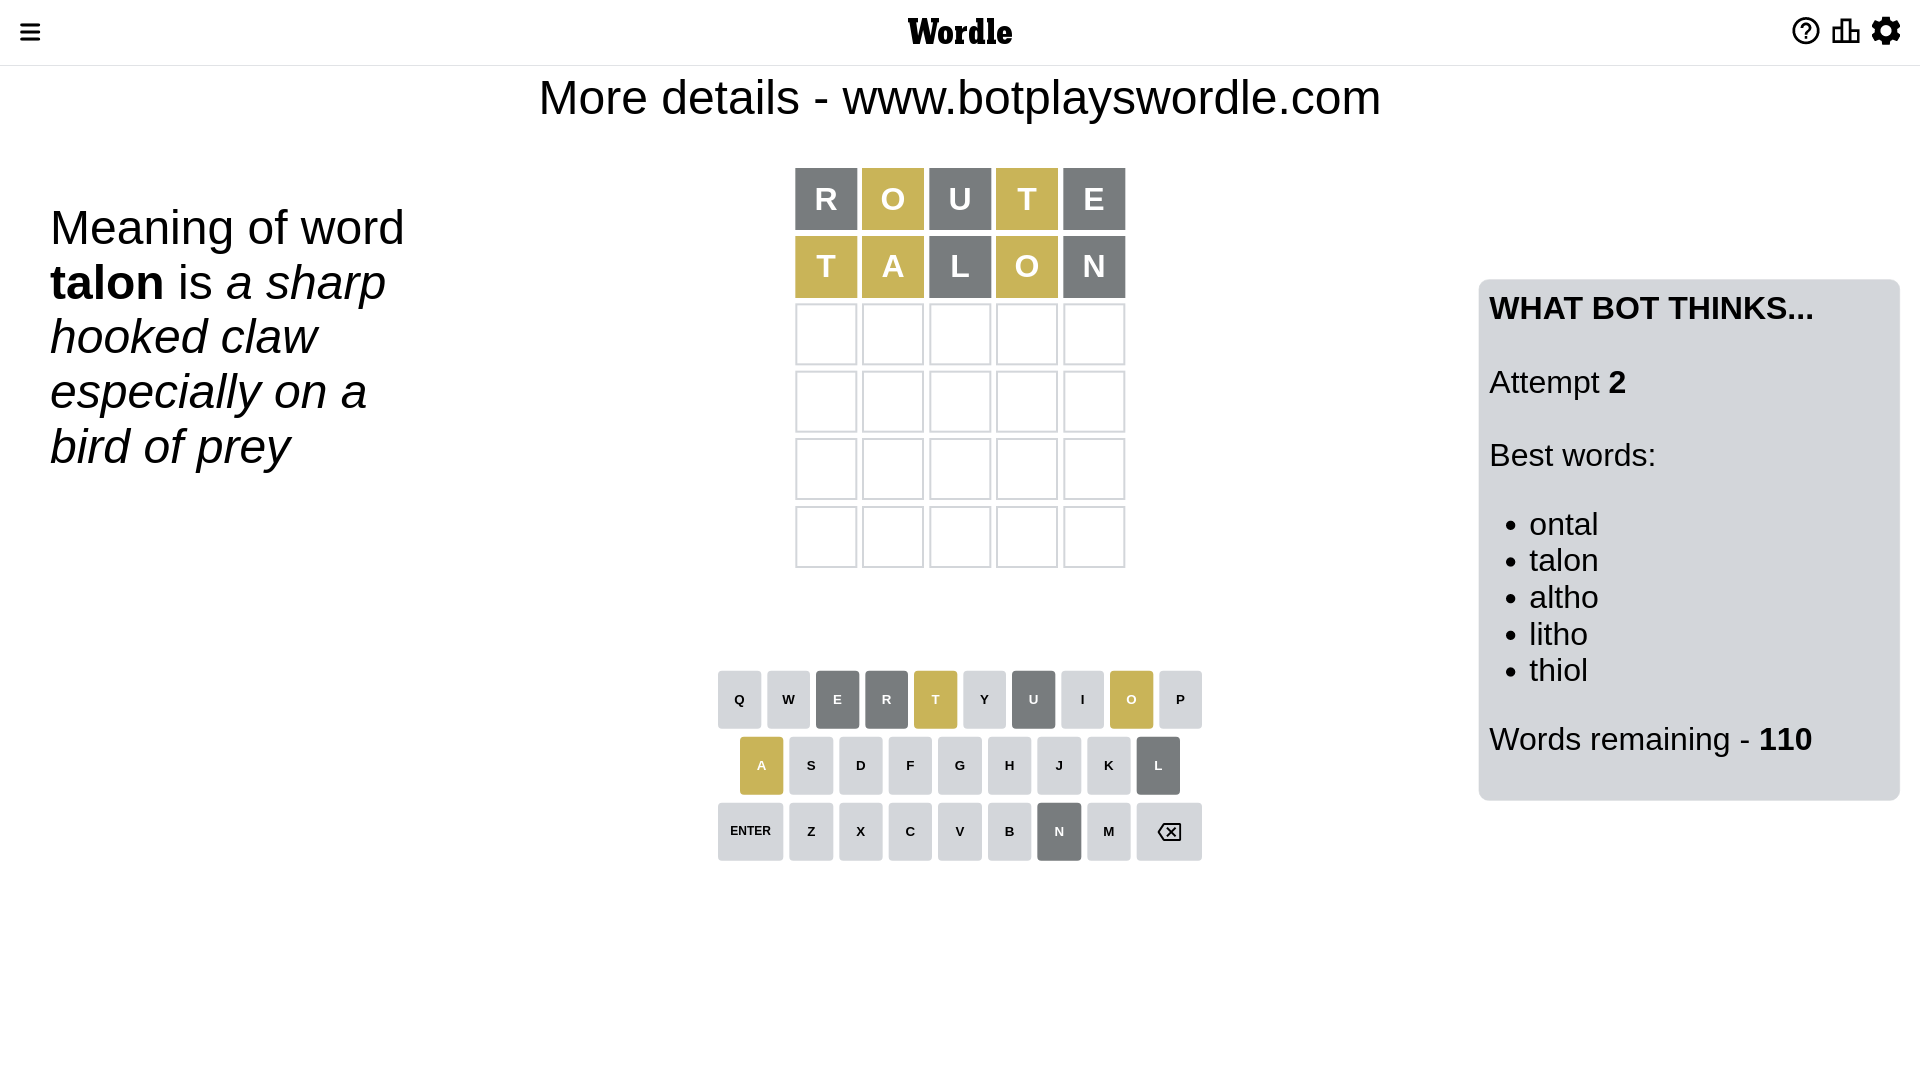 Wordle
More details - www.botplayswordle.com
Meaning of word
talon is a sharp
hooked claw
especially on a
bird of prey
R O U T E
T A L O N
WHAT BOT THINKS...
Attempt 2
Best words:
• ontal
• talon
• altho
• litho
• thiol
Words remaining - 110
Q W E R T Y U I O P
A S D F G H J K L
ENTER Z X C V B N M